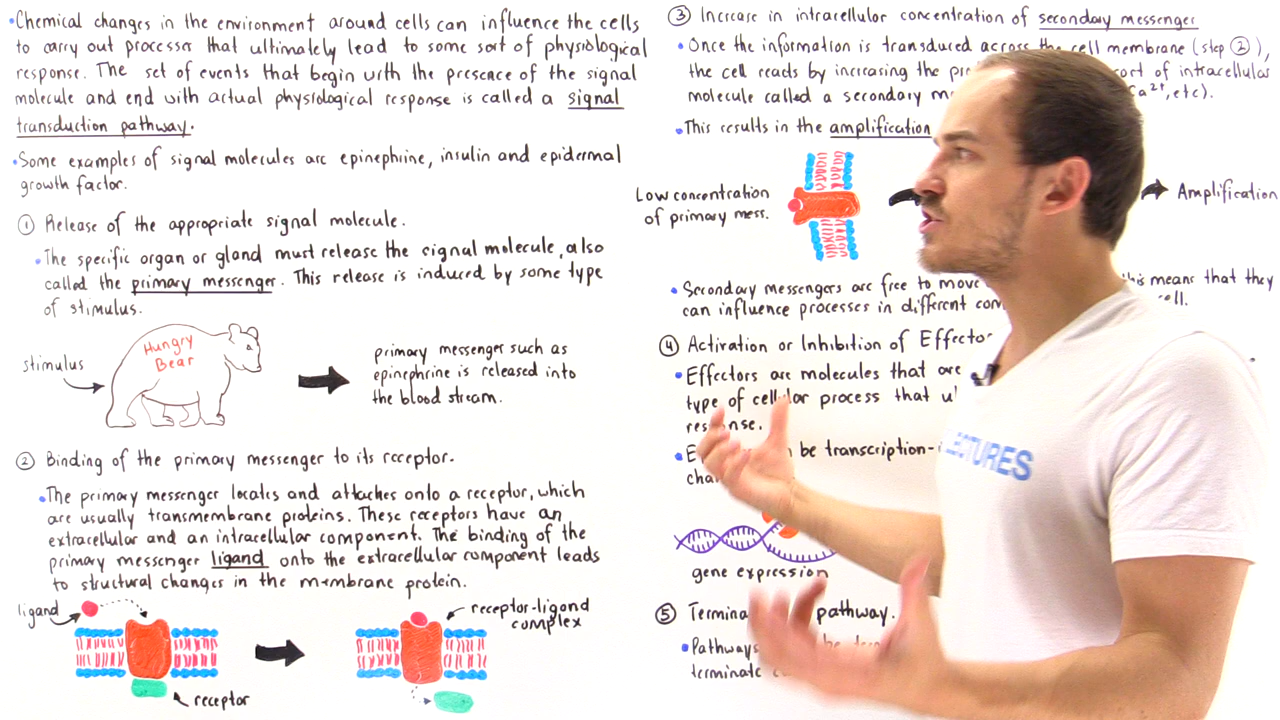 •Chemical changes in the environment around cells can influence the cells
to carry out processes that ultimately lead to some sort of physiological
response. The set of events that begin with the presence of the signal
molecule and end with actual physiological response is called a signal
transduction pathway.
•Some examples of signal molecules are epinephrine, insulin and epidermal
growth factor.
① Release of the appropriate signal molecule.
•The specific organ or gland must release the signal molecule, also
called the primary messenger. This release is induced by some type
of stimulus.
stimulus
Hungry
Bear
primary messenger such as
epinephrine is released into
the blood stream.
② Binding of the primary messenger to its receptor.
•The primary messenger locates and attaches onto a receptor, which
are usually transmembrane proteins. These receptors have an
extracellular and an intracellular component. The binding of the
primary messenger ligand onto the extracellular component leads
to structural changes in the membrane protein.
ligand
receptor
receptor-ligand
complex
③ Increase in intracellular concentration of secondary messenger
•Once the information is transduced across the cell membrane (step ②),
the cell reads by increasing the sort of intracellular
molecule called a secondary Ca²⁺, etc).
•This results in the amplification
Low concentration
of primary mess.
Amplification
•Secondary messengers are free to move this means that they
can influence processes in different cell.
④ Activation or Inhibition of
•Effectors are molecules that are
type of cellular process that
response.
be transcription-
gene expression
⑤ pathway.
•Pathways
terminate
LECTURES